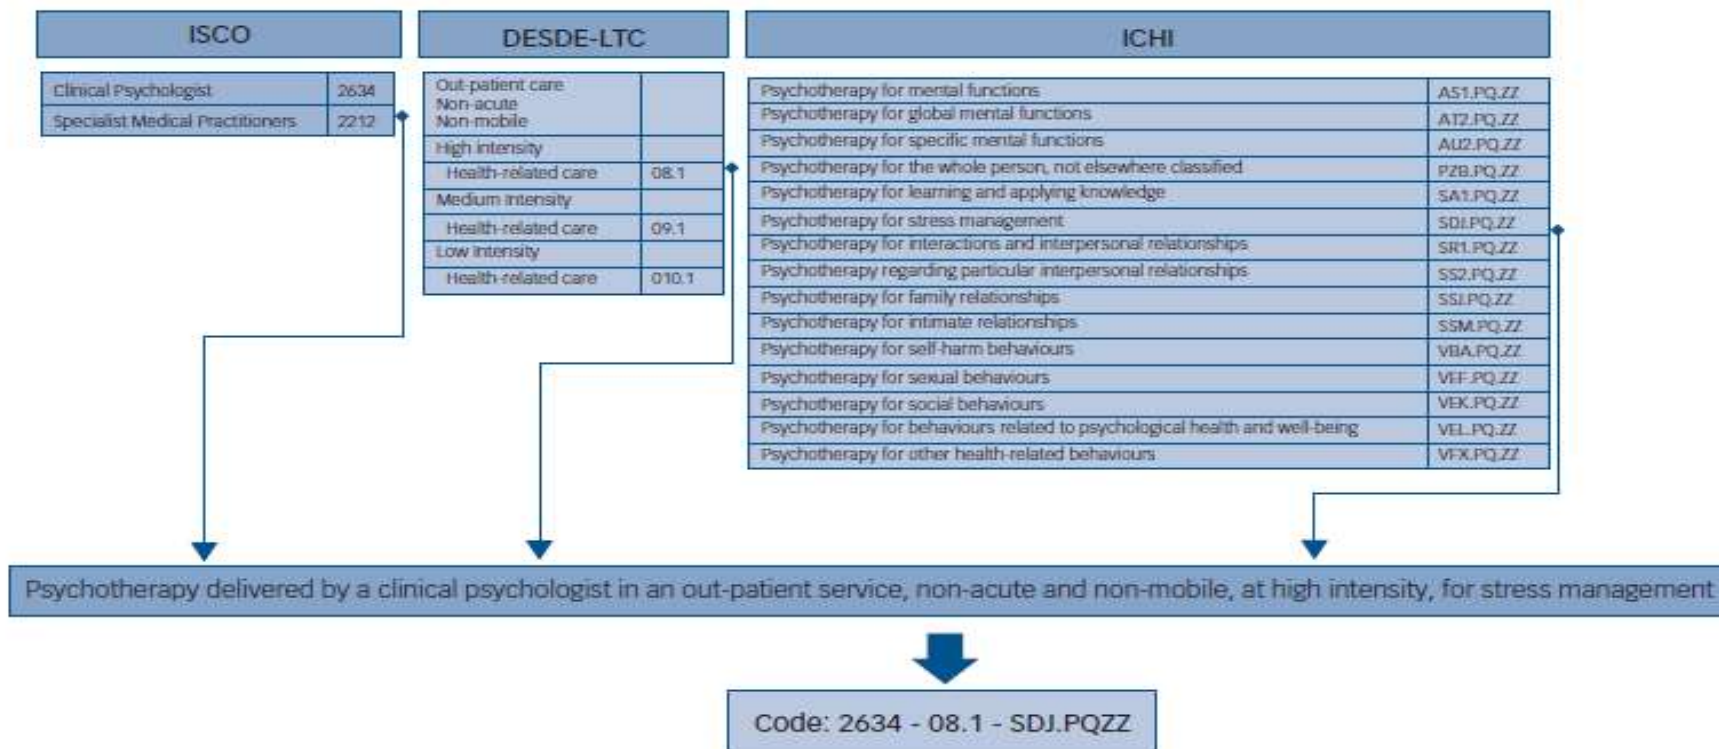 ISCO
Clinical Psychologist 2634
Specialist Medical Practitioners 2212
DESDE-LTC
Out-patient care
Non-acute
Non-mobile
High intensity
Health-related care 08.1
Medium Intensity
Health-related care 09.1
Low Intensity
Health-related care 010.1
ICHI
Psychotherapy for mental functions AS1.PQ.ZZ
Psychotherapy for global mental functions AT2.PQ.ZZ
Psychotherapy for specific mental functions AU2.PQ.ZZ
Psychotherapy for the whole person, not elsewhere classified PZB.PQ.ZZ
Psychotherapy for learning and applying knowledge SA1.PQ.ZZ
Psychotherapy for stress management SDJ.PQ.ZZ
Psychotherapy for interactions and interpersonal relationships SR1.PQ.ZZ
Psychotherapy regarding particular interpersonal relationships SS2.PQ.ZZ
Psychotherapy for family relationships SSJ.PQ.ZZ
Psychotherapy for intimate relationships SSM.PQ.ZZ
Psychotherapy for self-harm behaviours VBA.PQ.ZZ
Psychotherapy for sexual behaviours VEF.PQ.ZZ
Psychotherapy for social behaviours VEK.PQ.ZZ
Psychotherapy for behaviours related to psychological health and well-being VEL.PQ.ZZ
Psychotherapy for other health-related behaviours VFX.PQ.ZZ
Psychotherapy delivered by a clinical psychologist in an out-patient service, non-acute and non-mobile, at high intensity, for stress management
Code: 2634 - 08.1 - SDJ.PQZZ